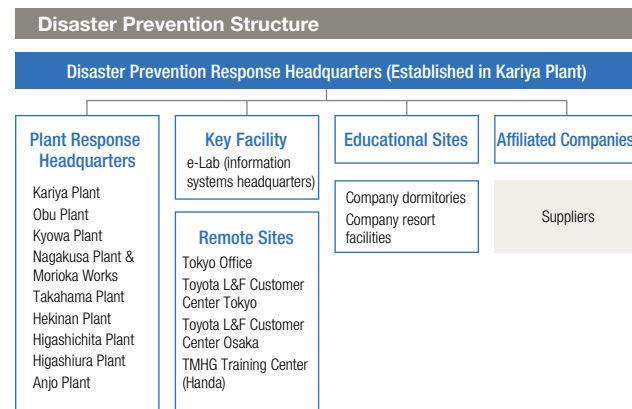 Disaster Prevention Structure
Disaster Prevention Response Headquarters (Established in Kariya Plant)
Plant Response
Headquarters
Kariya Plant
Obu Plant
Kyowa Plant
Nagakusa Plant &
Morioka Works
Takahama Plant
Hekinan Plant
Higashichita Plant
Higashiura Plant
Anjo Plant
Key Facility
e-Lab (information
systems headquarters)
Remote Sites
Tokyo Office
Toyota L&F Customer
Center Tokyo
Toyota L&F Customer
Center Osaka
TMHG Training Center
(Handa)
Educational Sites
Company dormitories
Company resort
facilities
Affiliated Companies
Suppliers